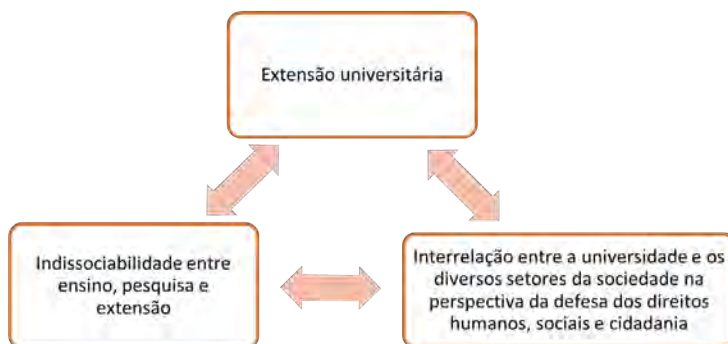 Extensão universitária
Indissociabilidade entre
ensino, pesquisa e
extensão
Interrelação entre a universidade e os
diversos setores da sociedade na
perspectiva da defesa dos direitos
humanos, sociais e cidadania